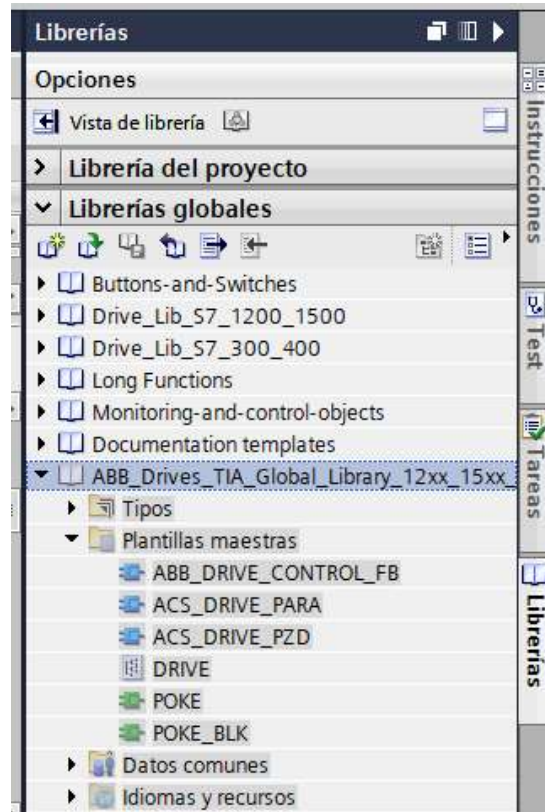 Librerías
Opciones
Vista de librería
Librería del proyecto
Librerías globales
Buttons-and-Switches
Drive_Lib_S7_1200_1500
Drive_Lib_S7_300_400
Long Functions
Monitoring-and-control-objects
Documentation templates
ABB_Drives_TIA_Global_Library_12xx_15xx_
Tipos
Plantillas maestras
ABB_DRIVE_CONTROL_FB
ACS_DRIVE_PARA
ACS_DRIVE_PZD
DRIVE
POKE
POKE_BLK
Datos comunes
Idiomas y recursos
Instrucciones
Test
Tareas
Librerías